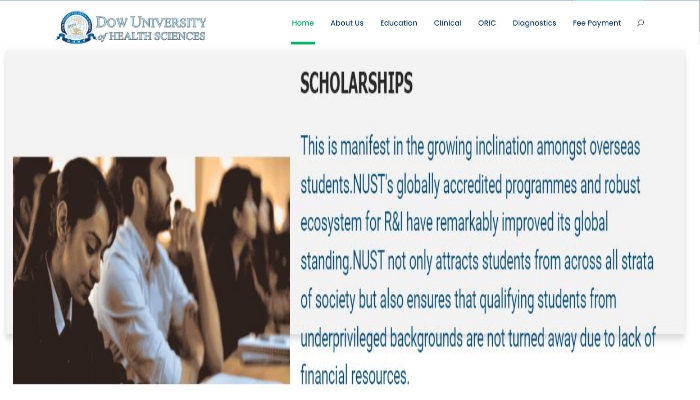 DOW UNIVERSITY
of HEALTH SCIENCES
Home About Us Education Clinical ORIC Diagnostics Fee Payment
SCHOLARSHIPS
This is manifest in the growing inclination amongst overseas
students.NUST's globally accredited programmes and robust
ecosystem for R&I have remarkably improved its global
standing.NUST not only attracts students from across all strata
of society but also ensures that qualifying students from
underprivileged backgrounds are not turned away due to lack of
financial resources.